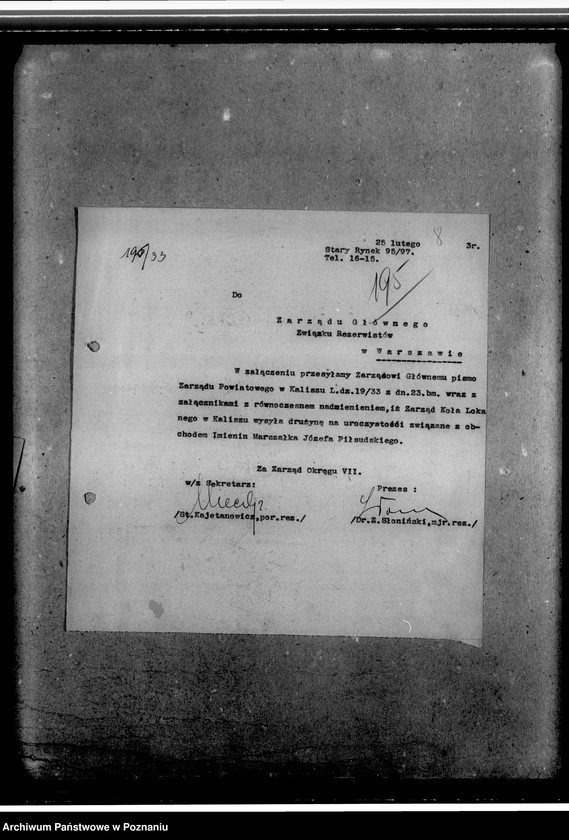 25 lutego 8 3r.
195/33
Stary Rynek 95/97.
Tel. 16-15.
195
Do
Zarządu Głównego
Związku Rezerwistów
w Warszawie
W załączeniu przesyłamy Zarządowi Głównemu pismo
Zarządu Powiatowego w Kaliszu L.dz.19/33 z dn.23.bm. wraz z
załącznikami z równoczesnem nadmienieniem,iż Zarząd Koła Loka
nego w Kaliszu wysyła drużynę na uroczystości związane z ob-
chodem Imienin Marszałka Józefa Piłsudskiego.
Za Zarząd Okręgu VII.
w/z Sekretarz:
Prezes :
/St.Kajetanowicz,por.rez./
/Dr.Z.Słoniński,mjr.rez./
Archiwum Państwowe w Poznaniu